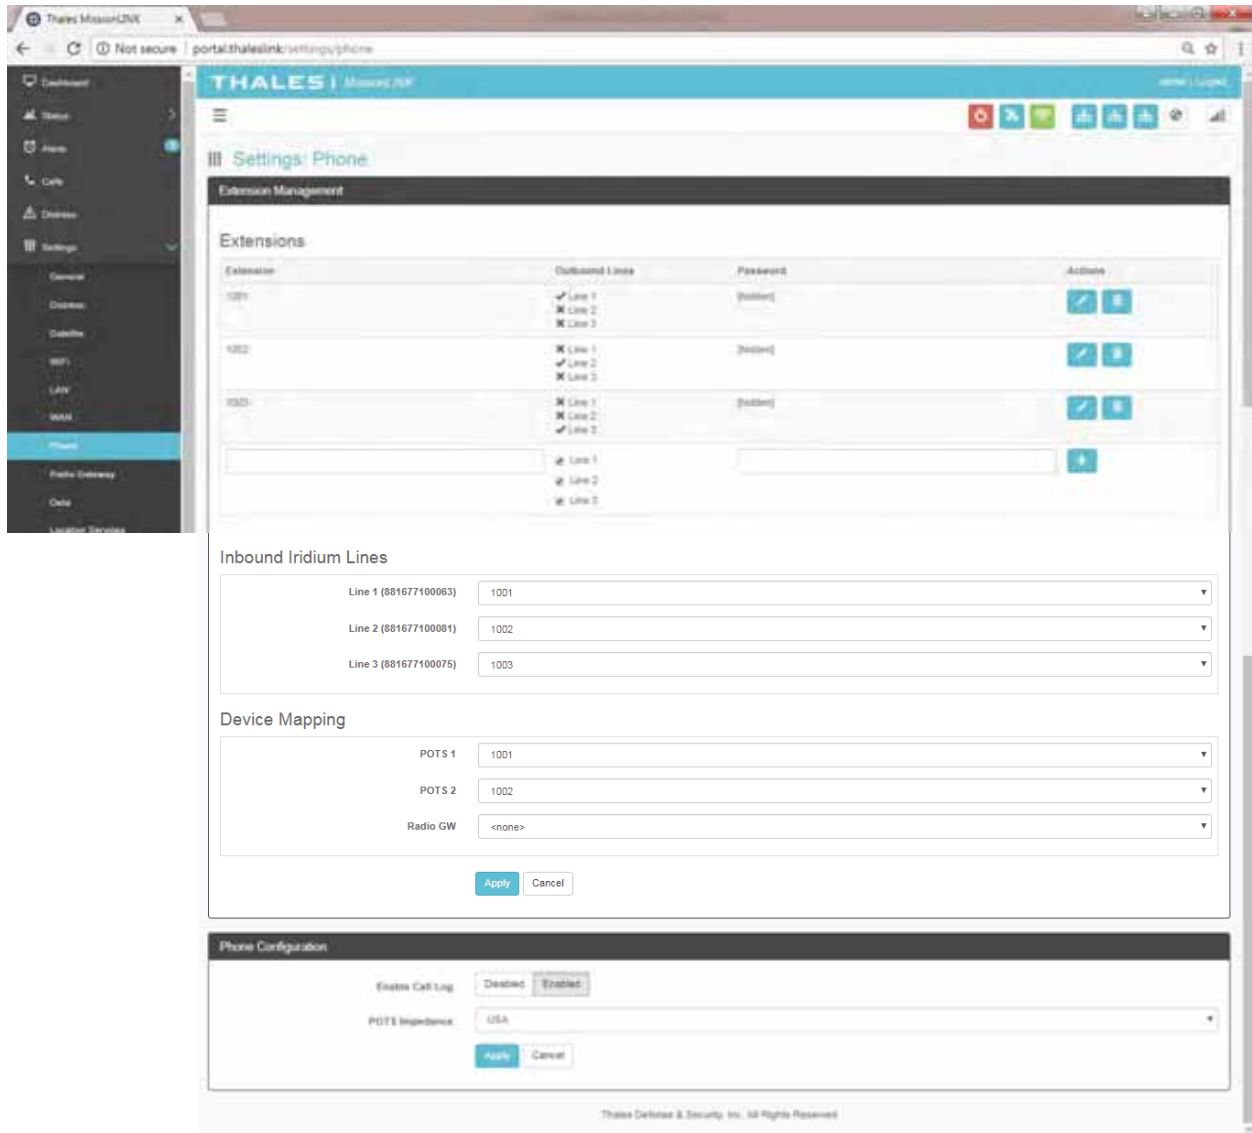 Thales MissionLINK
Not secure portal.thaleslink/settings/phone
Dashboard
THALES | MissionLINK
Status
Alerts
Settings: Phone
Calls
Extension Management
Distress
Extensions
Settings
Extension Outbound Lines Password Actions
General
1001 Line 1 [hidden]
Line 2
Line 3
Distress
Satellite
1002 Line 1 [hidden]
Line 2
Line 3
WiFi
LAN
1003 Line 1 [hidden]
Line 2
Line 3
WAN
Phone
Line 1
Line 2
Line 3
Radio Gateway
Data
Location Services
Inbound Iridium Lines
Line 1 (881677100063) 1001
Line 2 (881677100081) 1002
Line 3 (881677100075) 1003
Device Mapping
POTS 1 1001
POTS 2 1002
Radio GW <none>
Apply Cancel
Phone Configuration
Enable Call Log Disabled Enabled
POTS Impedance USA
Apply Cancel
Thales Defense & Security, Inc. All Rights Reserved